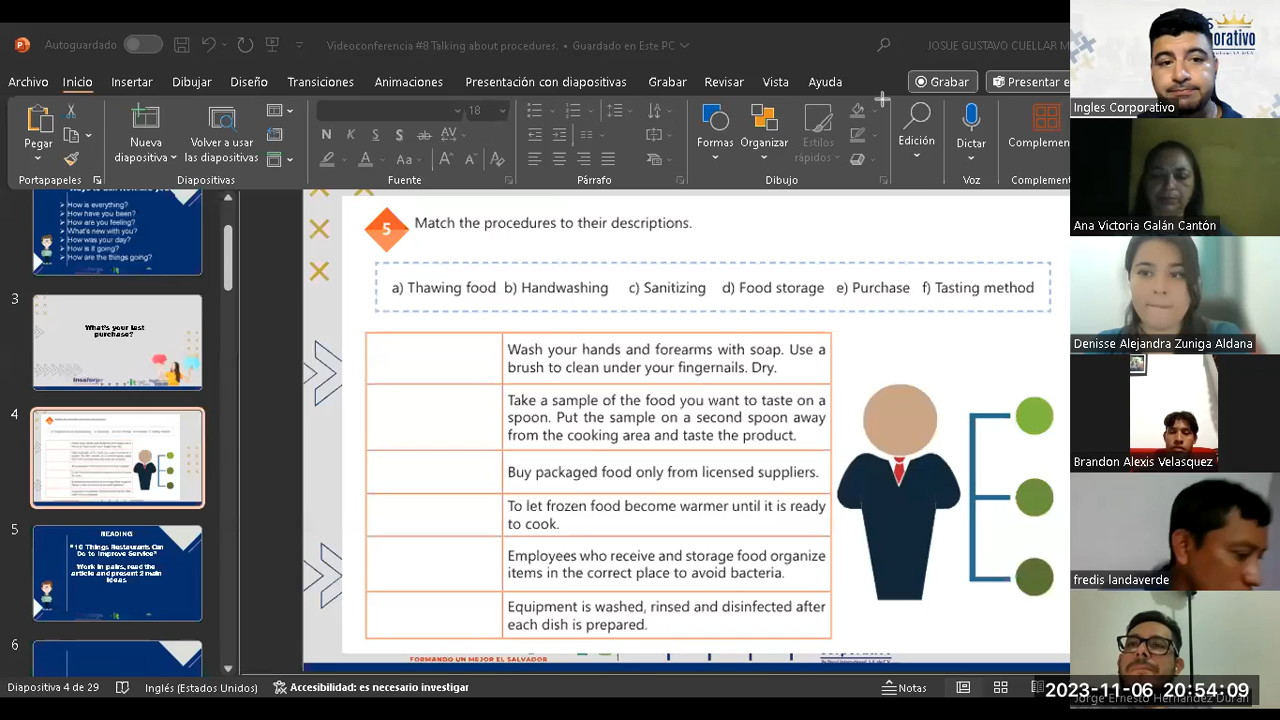 Autoguardado
Videoconferencia #8 Talking about procedures. • Guardado en Este PC
JOSUE GUSTAVO CUELLAR M
Archivo Inicio Insertar Dibujar Diseño Transiciones Animaciones Presentación con diapositivas Grabar Revisar Vista Ayuda
Grabar
Presentar e
Pegar
Nueva diapositiva
Volver a usar las diapositivas
18
N K S ab AV
Aa A A A
Formas Organizar Estilos rápidos
Edición
Dictar
Complemen
Portapapeles Diapositivas Fuente Párrafo Dibujo Voz Complement
How is everything?
How have you been?
How are you feeling?
What's new with you?
How was your day?
How is it going?
How are the things going?
3
What's your last purchase?
insaforp
4
5
READING
"10 Things Restaurants Can Do to Improve Service"
Work in pairs, read the article and present 2 main ideas
6
5
Match the procedures to their descriptions.
a) Thawing food b) Handwashing c) Sanitizing d) Food storage e) Purchase f) Tasting method
Wash your hands and forearms with soap. Use a
brush to clean under your fingernails. Dry.
Take a sample of the food you want to taste on a
spoon. Put the sample on a second spoon away
from the cooking area and taste the product.
Buy packaged food only from licensed suppliers.
To let frozen food become warmer until it is ready
to cook.
Employees who receive and storage food organize
items in the correct place to avoid bacteria.
Equipment is washed, rinsed and disinfected after
each dish is prepared.
FORMANDO UN MEJOR EL SALVADOR
Diapositiva 4 de 29
Inglés (Estados Unidos)
Accesibilidad: es necesario investigar
Notas
orativo
Ingles Corporativo
Ana Victoria Galán Cantón
Denisse Alejandra Zuniga Aldana
Brandon Alexis Velasquez
fredis landaverde
Jorge Ernesto Hernandez Duran
2023-11-06 20:54:09